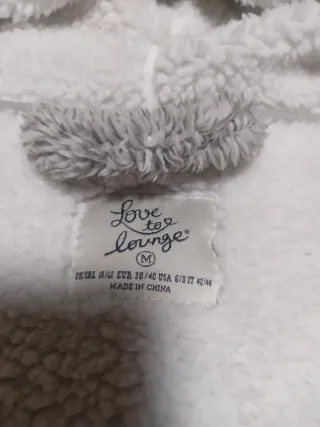 Love
to
lounge®
M
UK/IRL 10/12 EUR 38/40 USA 6/8 IT 42/44
MADE IN CHINA